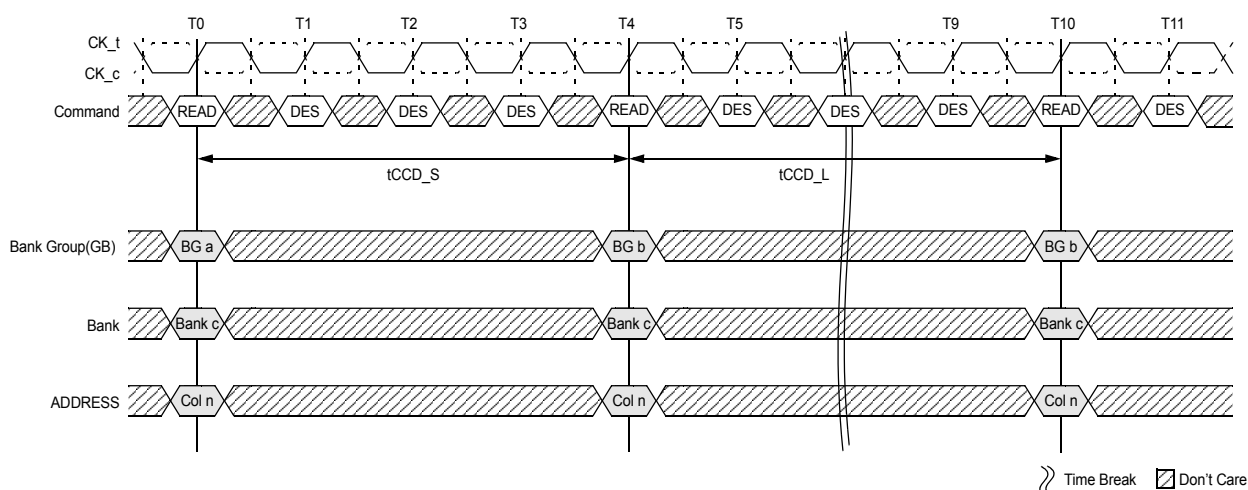 T0 T1 T2 T3 T4 T5 T9 T10 T11
CK_t
CK_c
Command READ DES DES DES READ DES DES DES READ DES
tCCD_S tCCD_L
Bank Group(GB) BG a BG b BG b
Bank Bank c Bank c Bank c
ADDRESS Col n Col n Col n
Time Break Don't Care